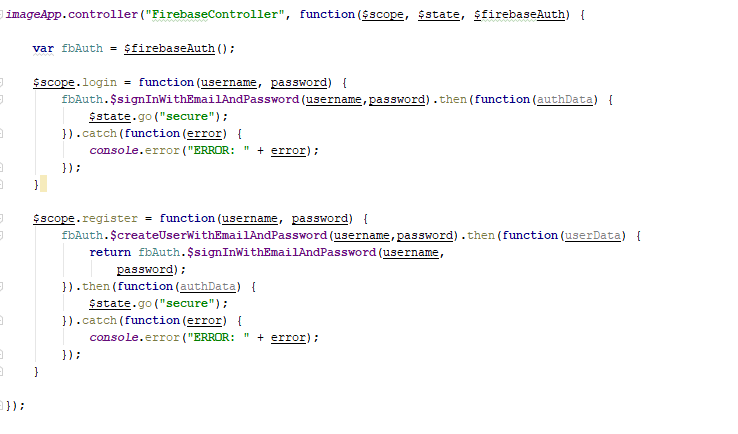 imageApp.controller("FirebaseController", function($scope, $state, $firebaseAuth) {
var fbAuth = $firebaseAuth();
$scope.login = function(username, password) {
fbAuth.$signInWithEmailAndPassword(username,password).then(function(authData) {
$state.go("secure");
}).catch(function(error) {
console.error("ERROR: " + error);
});
}
$scope.register = function(username, password) {
fbAuth.$createUserWithEmailAndPassword(username,password).then(function(userData) {
return fbAuth.$signInWithEmailAndPassword(username,
password);
}).then(function(authData) {
$state.go("secure");
}).catch(function(error) {
console.error("ERROR: " + error);
});
}
});